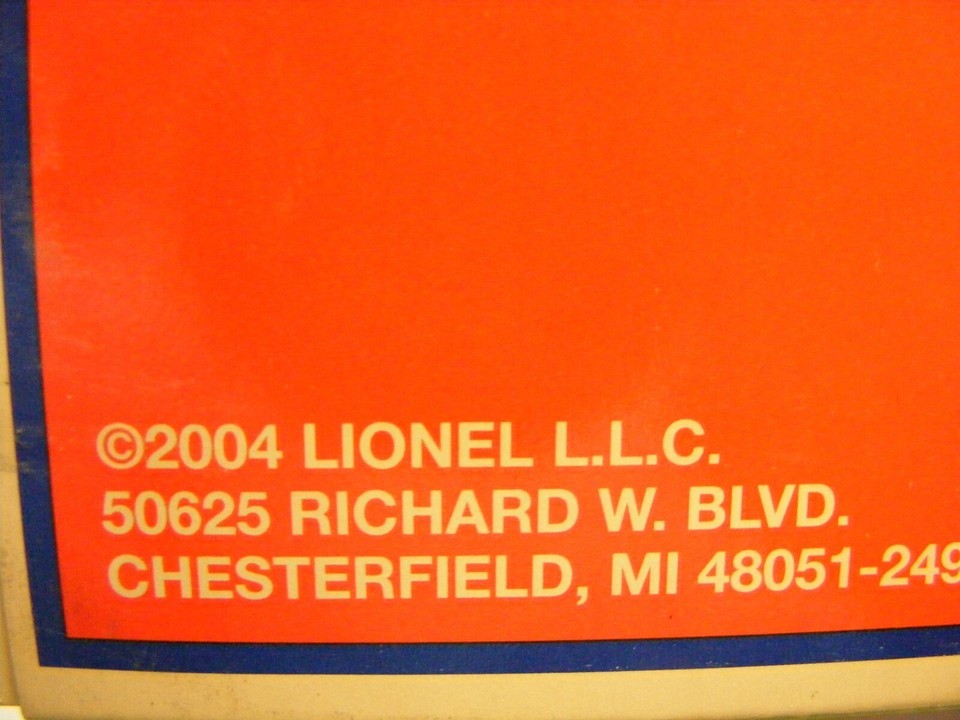 ©2004 LIONEL L.L.C.
50625 RICHARD W. BLVD.
CHESTERFIELD, MI 48051-249